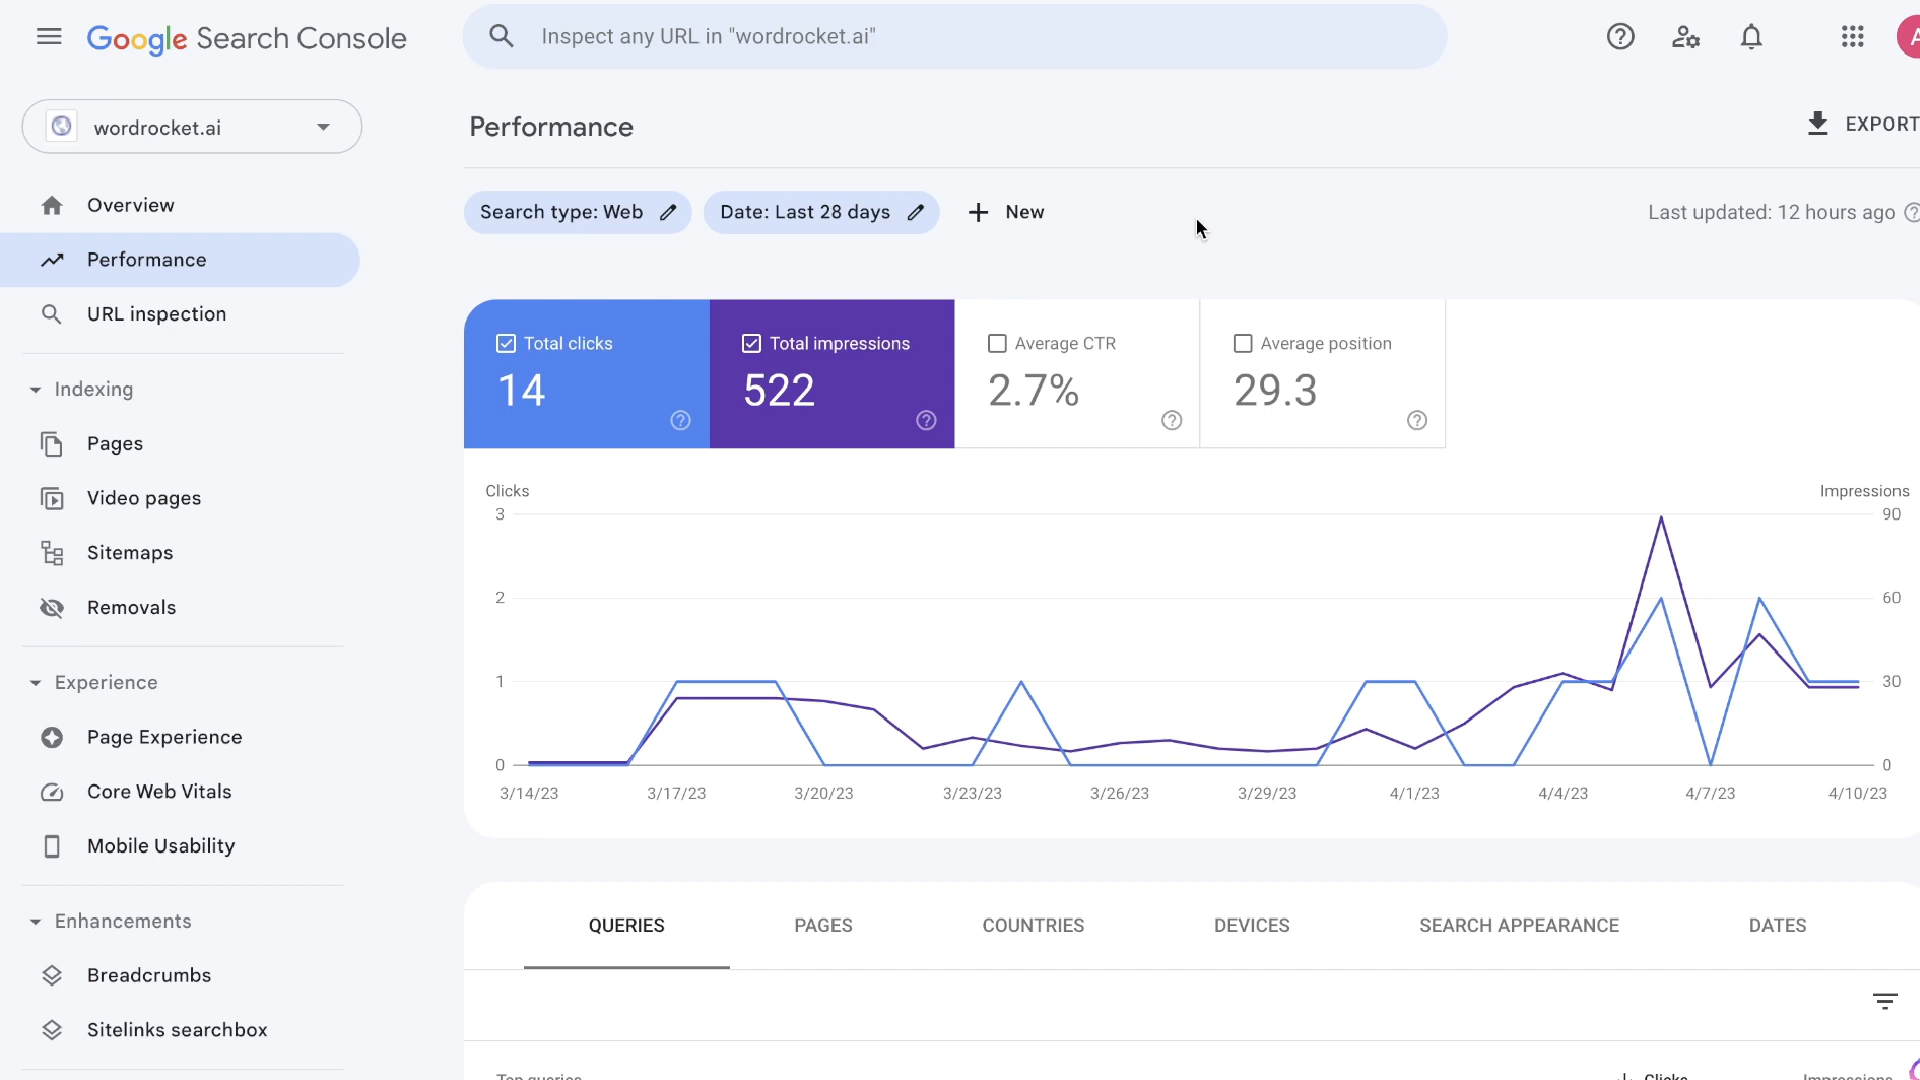 Google Search Console
Inspect any URL in "wordrocket.ai"
A
wordrocket.ai
Performance
EXPORT
Overview
Search type: Web
Date: Last 28 days
+ New
Last updated: 12 hours ago
Performance
URL inspection
Total clicks
14
Total impressions
522
Average CTR
2.7%
Average position
29.3
Indexing
Pages
Video pages
Sitemaps
Removals
Clicks
Impressions
3
90
2
60
1
30
0
0
3/14/23
3/17/23
3/20/23
3/23/23
3/26/23
3/29/23
4/1/23
4/4/23
4/7/23
4/10/23
Experience
Page Experience
Core Web Vitals
Mobile Usability
Enhancements
Breadcrumbs
Sitelinks searchbox
QUERIES
PAGES
COUNTRIES
DEVICES
SEARCH APPEARANCE
DATES
Top queries
Clicks
Impressions